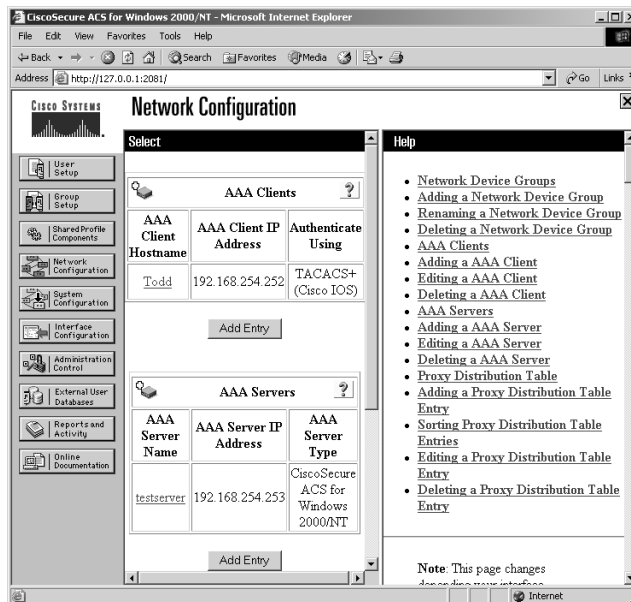 CiscoSecure ACS for Windows 2000/NT - Microsoft Internet Explorer
File Edit View Favorites Tools Help
Back Search Favorites Media
Address http://127.0.0.1:2081/ Go Links
CISCO SYSTEMS
Network Configuration
User
Setup
Group
Setup
Shared Profile
Components
Network
Configuration
System
Configuration
Interface
Configuration
Administration
Control
External User
Databases
Reports and
Activity
Online
Documentation
Select
AAA Clients ?
AAA Client Hostname
AAA Client IP Address
Authenticate Using
Todd 192.168.254.252 TACACS+ (Cisco IOS)
Add Entry
AAA Servers ?
AAA Server Name
AAA Server IP Address
AAA Server Type
testserver 192.168.254.253 CiscoSecure ACS for Windows 2000/NT
Add Entry
Help
Network Device Groups
Adding a Network Device Group
Renaming a Network Device Group
Deleting a Network Device Group
AAA Clients
Adding a AAA Client
Editing a AAA Client
Deleting a AAA Client
AAA Servers
Adding a AAA Server
Editing a AAA Server
Deleting a AAA Server
Proxy Distribution Table
Adding a Proxy Distribution Table
Entry
Sorting Proxy Distribution Table
Entries
Editing a Proxy Distribution Table
Entry
Deleting a Proxy Distribution Table
Entry
Note: This page changes
depending your interface
Internet